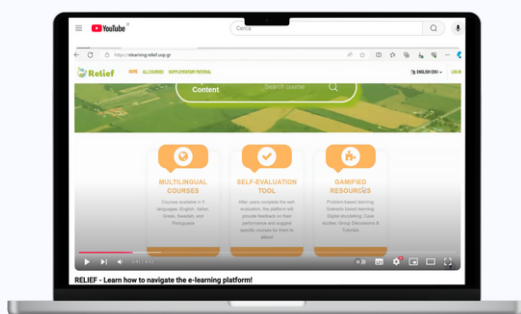 YouTube
Cerca
https://elearning.relief.uop.gr
Relief
HOME ALL COURSES SUPPLEMENTARY MATERIAL
ENGLISH (EN)
LOG IN
Content
Search course
MULTILINGUAL
COURSES
Courses available in 5
languages: English, Italian,
Greek, Swedish, and
Portuguese
SELF-EVALUATION
TOOL
After users complete the self-
evaluation, the platform will
provide feedback on their
performance and suggest
specific courses for them to
attend
GAMIFIED
RESOURCES
Problem-based learning
Scenario based learning
Digital storytelling; Case
studies; Group Discussions &
Tutorials
RELIEF - Learn how to navigate the e-learning platform!